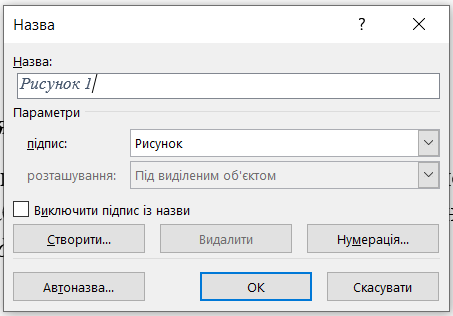 Назва
Назва:
Рисунок 1
Параметри
підпис:
Рисунок
розташування:
Під виділеним об'єктом
Виключити підпис із назви
Створити...
Видалити
Нумерація...
Автоназва...
ОК
Скасувати